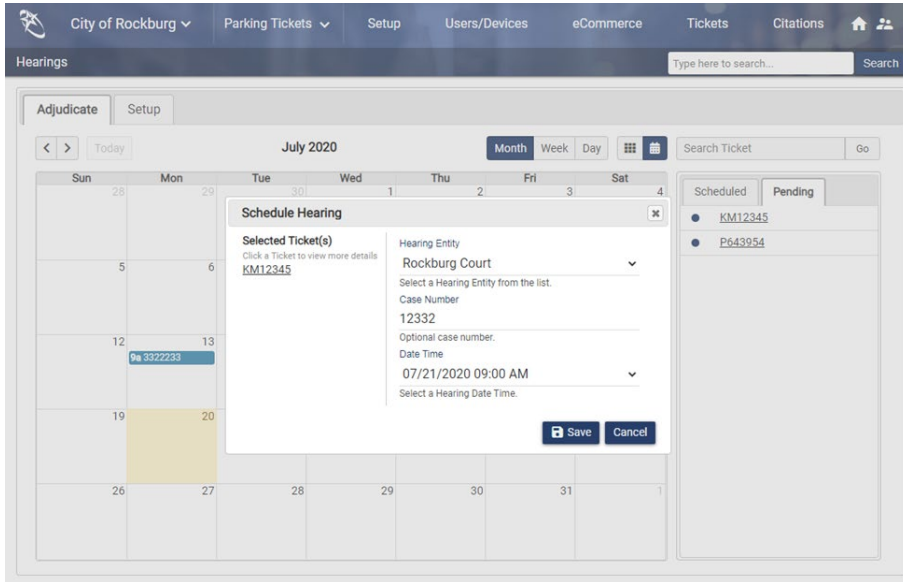 City of Rockburg Parking Tickets Setup Users/Devices eCommerce Tickets Citations
Hearings Type here to search... Search
Adjudicate Setup
Today July 2020 Month Week Day Search Ticket Go
Sun Mon Tue Wed Thu Fri Sat
28 29 30 1 2 3 4
Scheduled Pending
KM12345
P643954
Schedule Hearing
Selected Ticket(s)
Click a Ticket to view more details
KM12345
Hearing Entity
Rockburg Court
Select a Hearing Entity from the list.
Case Number
12332
Optional case number.
Date Time
07/21/2020 09:00 AM
Select a Hearing Date Time.
Save Cancel
5 6
12 13
9a 3322233
19 20
26 27 28 29 30 31 1